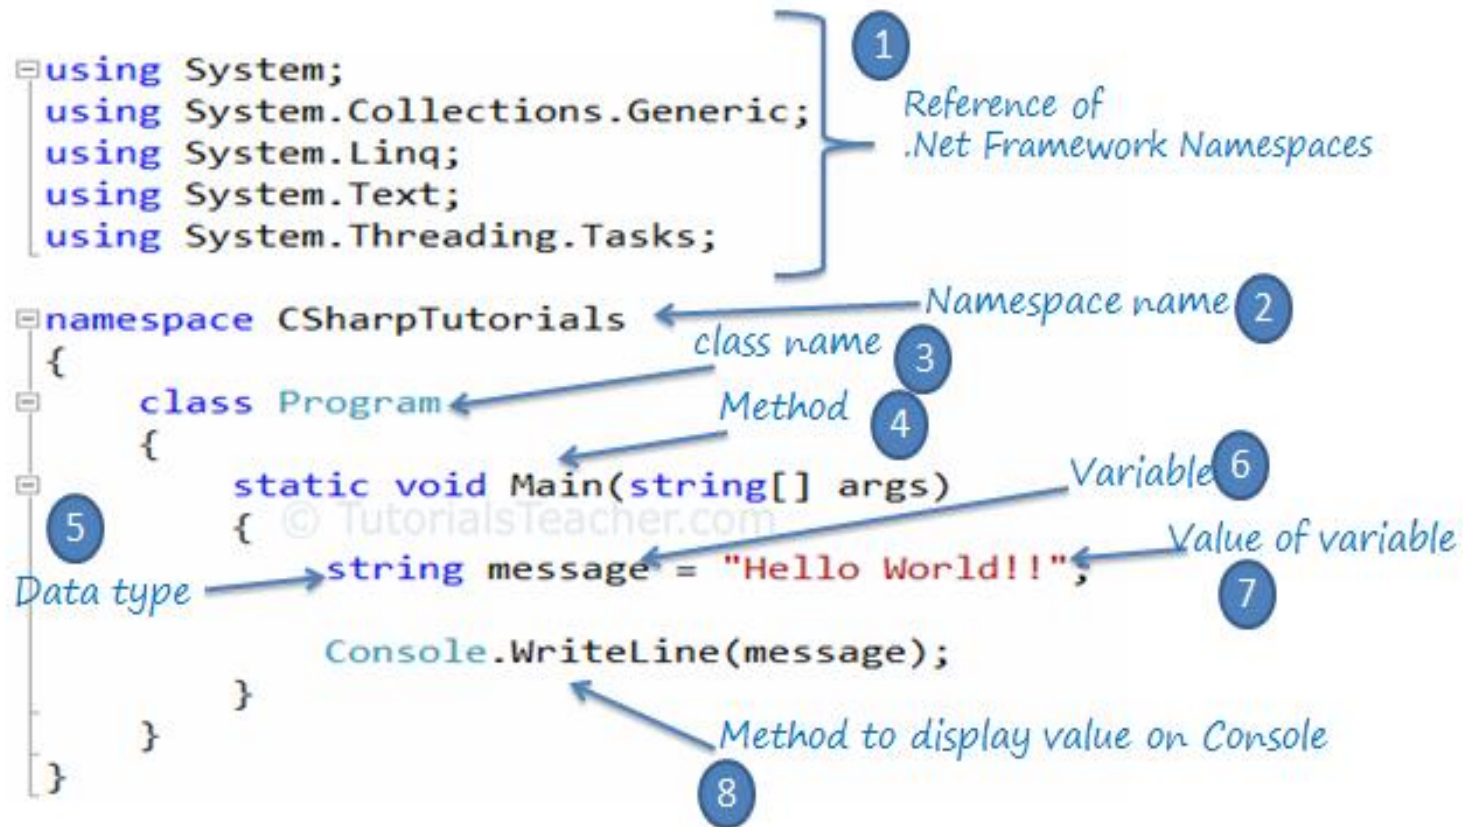 1
using System;
using System.Collections.Generic;
Reference of
.Net Framework Namespaces
using System.Linq;
using System.Text;
using System.Threading.Tasks;
namespace CSharpTutorials
Namespace name 2
{
class name 3
class Program
Method 4
{
static void Main(string[] args)
Variable 6
5
{
© TutorialsTeacher.com
string message = "Hello World!!";
Value of variable
7
Data type
Console.WriteLine(message);
}
}
Method to display value on Console
8
}